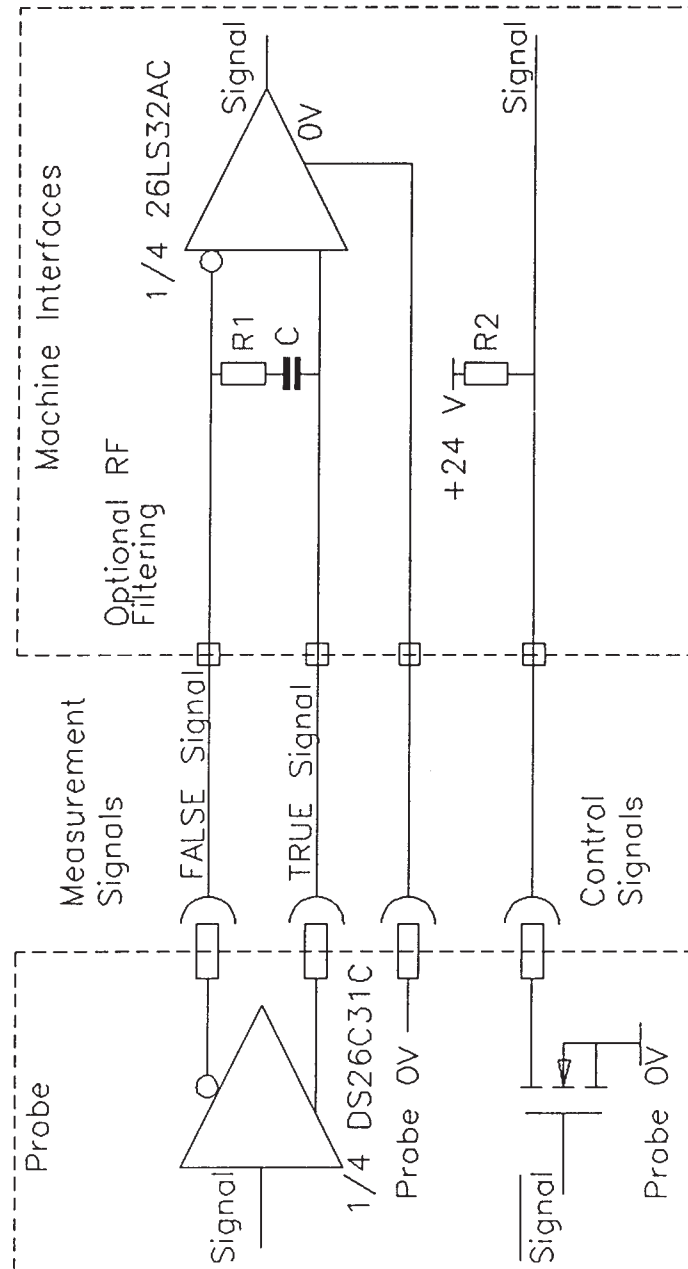 Probe
Signal
1/4 DS26C31C
Probe 0V
Signal
Probe 0V
Measurement
Signals
FALSE Signal
TRUE Signal
Control
Signals
Machine Interfaces
Optional RF
Filtering
R1
C
1/4 26LS32AC
Signal
0V
+24 V
R2
Signal